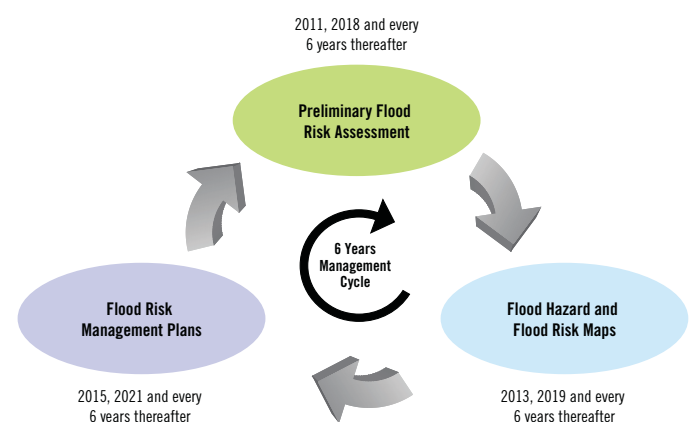 2011, 2018 and every
6 years thereafter
Preliminary Flood
Risk Assessment
6 Years
Management
Cycle
Flood Risk
Management Plans
Flood Hazard and
Flood Risk Maps
2015, 2021 and every
6 years thereafter
2013, 2019 and every
6 years thereafter